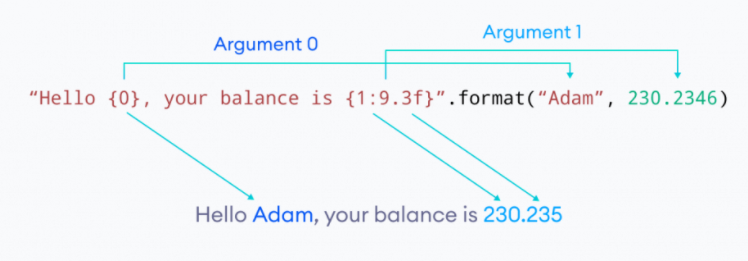 Argument 0
Argument 1
“Hello {0}, your balance is {1:9.3f}”.format(“Adam”, 230.2346)
Hello Adam, your balance is 230.235